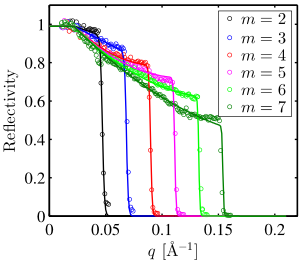 1
0.8
0.6
0.4
0.2
0
Reflectivity
0
0.05
0.1
0.15
0.2
q [Å⁻¹]
m = 2
m = 3
m = 4
m = 5
m = 6
m = 7